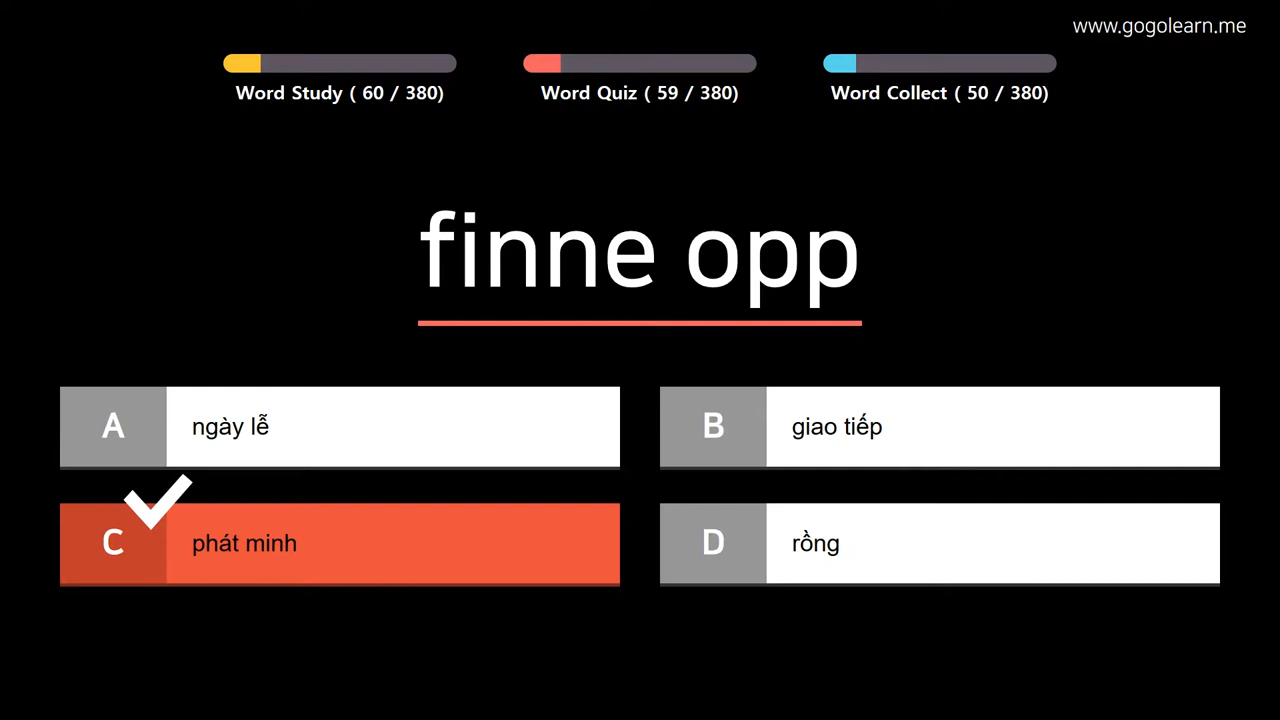 www.gogolearn.me
Word Study ( 60 / 380)
Word Quiz ( 59 / 380)
Word Collect ( 50 / 380)
finne opp
A ngày lễ
B giao tiếp
C phát minh
D rồng